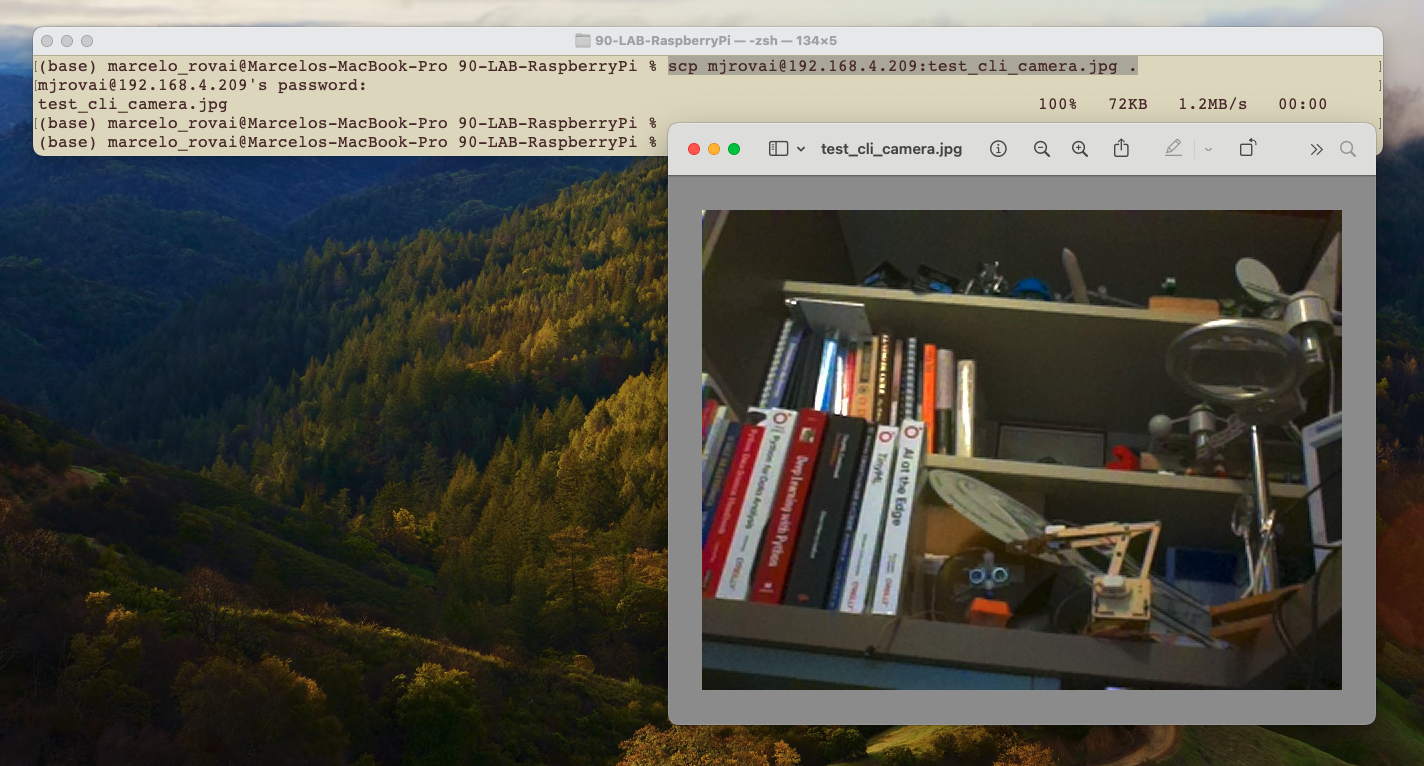 90-LAB-RaspberryPi — -zsh — 134×5
(base) marcelo_rovai@Marcelos-MacBook-Pro 90-LAB-RaspberryPi % scp mjrovai@192.168.4.209:test_cli_camera.jpg .
mjrovai@192.168.4.209's password:
test_cli_camera.jpg 100% 72KB 1.2MB/s 00:00
(base) marcelo_rovai@Marcelos-MacBook-Pro 90-LAB-RaspberryPi %
(base) marcelo_rovai@Marcelos-MacBook-Pro 90-LAB-RaspberryPi %
test_cli_camera.jpg
Python for Data Analysis
O'REILLY
Deep Learning with Python
TinyML
O'REILLY
AI at the Edge
O'REILLY